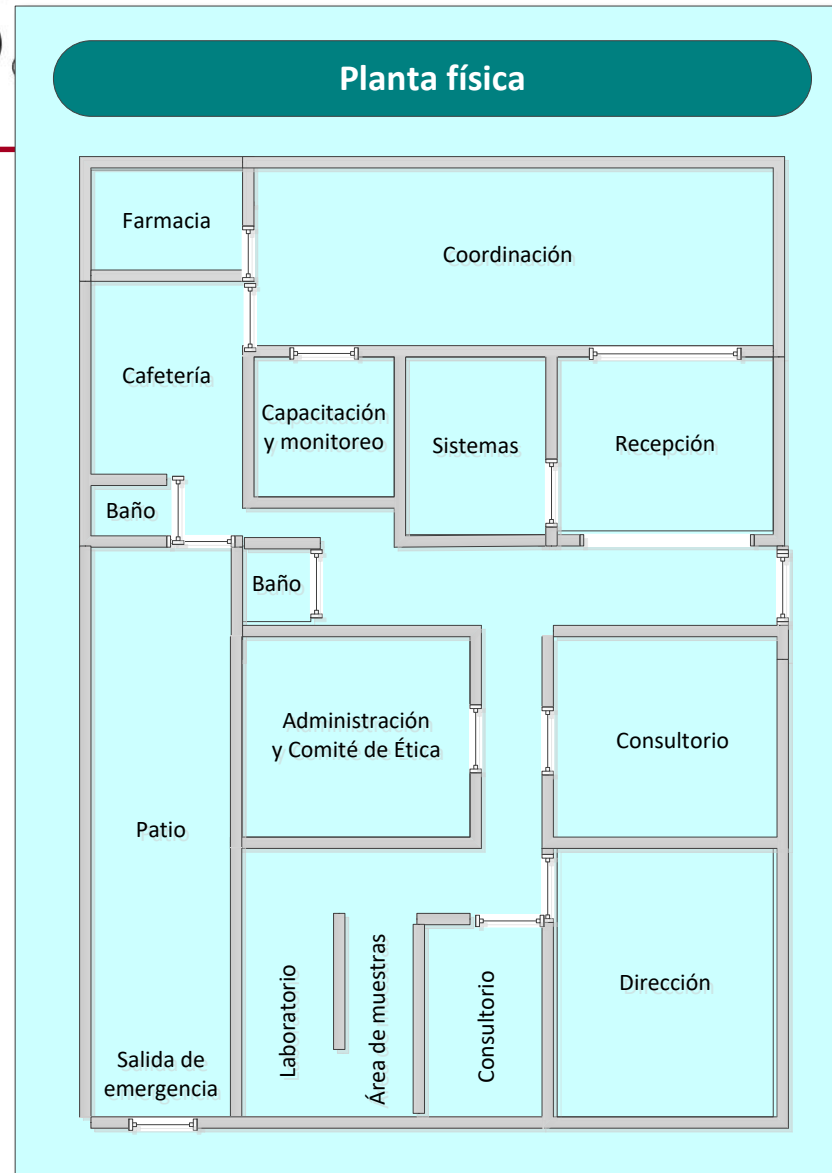 Planta física
Farmacia
Coordinación
Cafetería
Capacitación
y monitoreo
Sistemas
Recepción
Baño
Baño
Administración
y Comité de Ética
Consultorio
Patio
Laboratorio
Área de muestras
Consultorio
Dirección
Salida de
emergencia